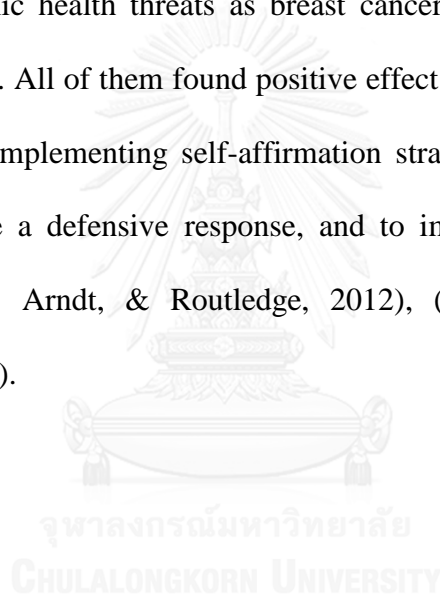 nic health threats as breast cancer
. All of them found positive effect
mplementing self-affirmation stra
e a defensive response, and to in
Arndt, & Routledge, 2012), (
).
จุฬาลงกรณ์มหาวิทยาลัย
CHULALONGKORN UNIVERSITY